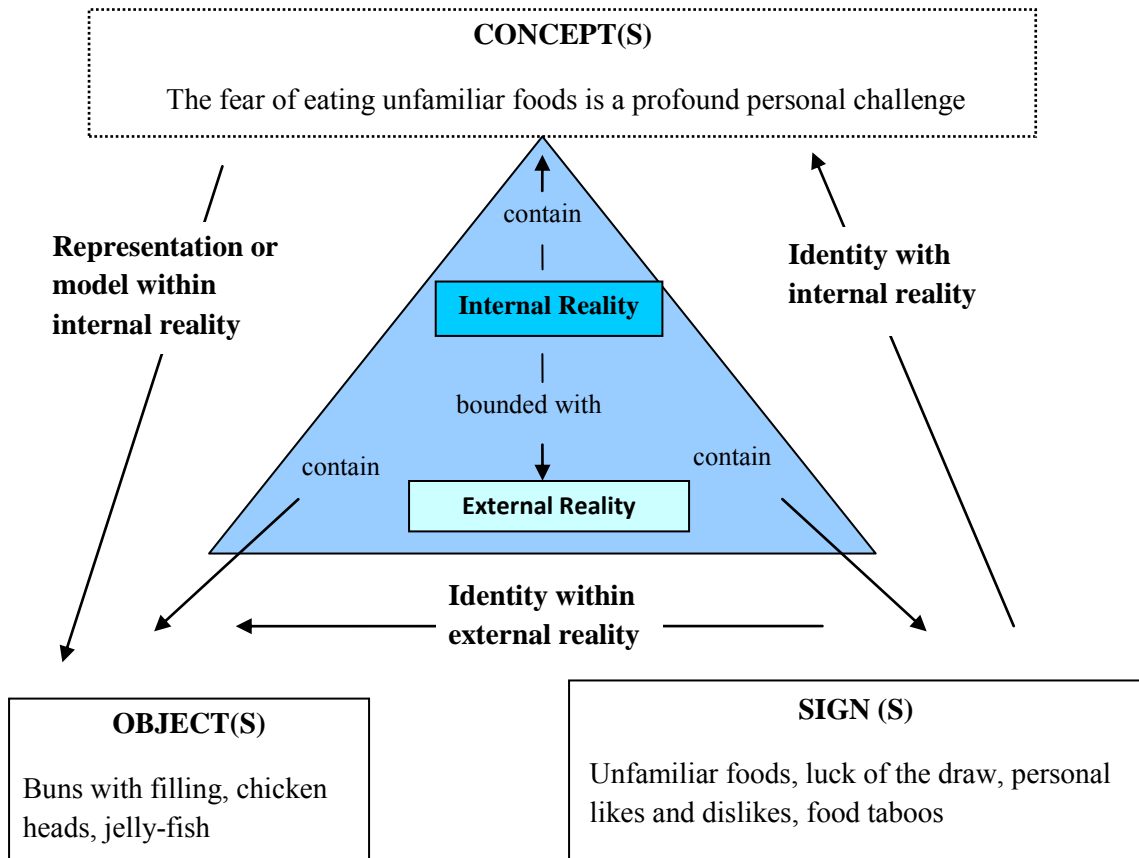 CONCEPT(S)
The fear of eating unfamiliar foods is a profound personal challenge
contain
Representation or
model within
internal reality
Identity with
internal reality
Internal Reality
bounded with
contain
contain
External Reality
Identity within
external reality
OBJECT(S)
Buns with filling, chicken
heads, jelly-fish
SIGN (S)
Unfamiliar foods, luck of the draw, personal
likes and dislikes, food taboos